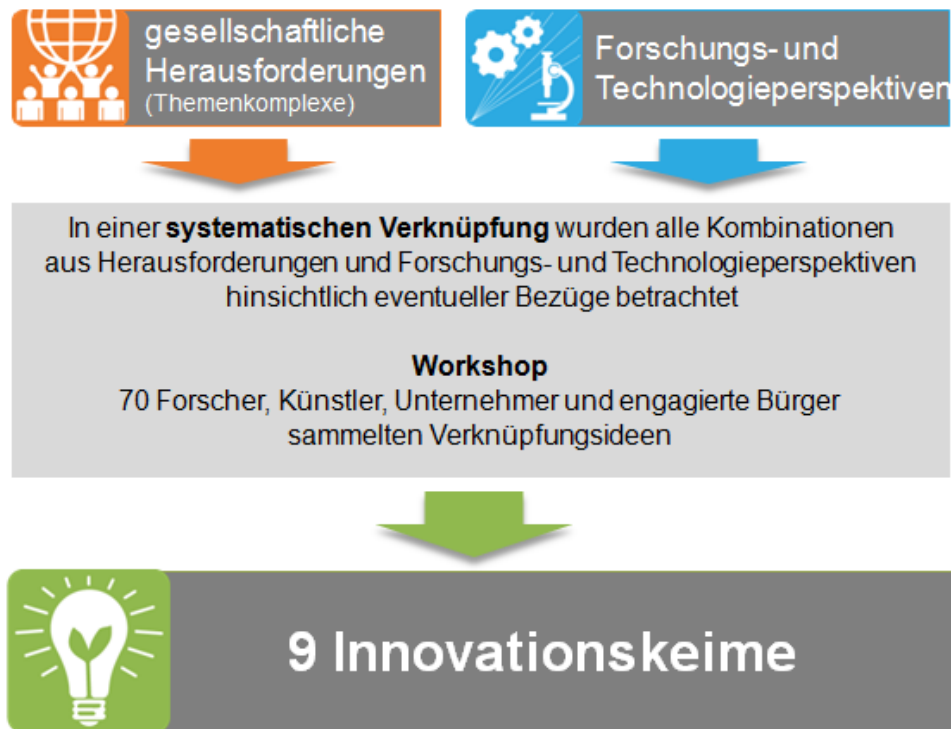 gesellschaftliche
Herausforderungen
(Themenkomplexe)
Forschungs- und
Technologieperspektiven
In einer systematischen Verknüpfung wurden alle Kombinationen
aus Herausforderungen und Forschungs- und Technologieperspektiven
hinsichtlich eventueller Bezüge betrachtet
Workshop
70 Forscher, Künstler, Unternehmer und engagierte Bürger
sammelten Verknüpfungsideen
9 Innovationskeime